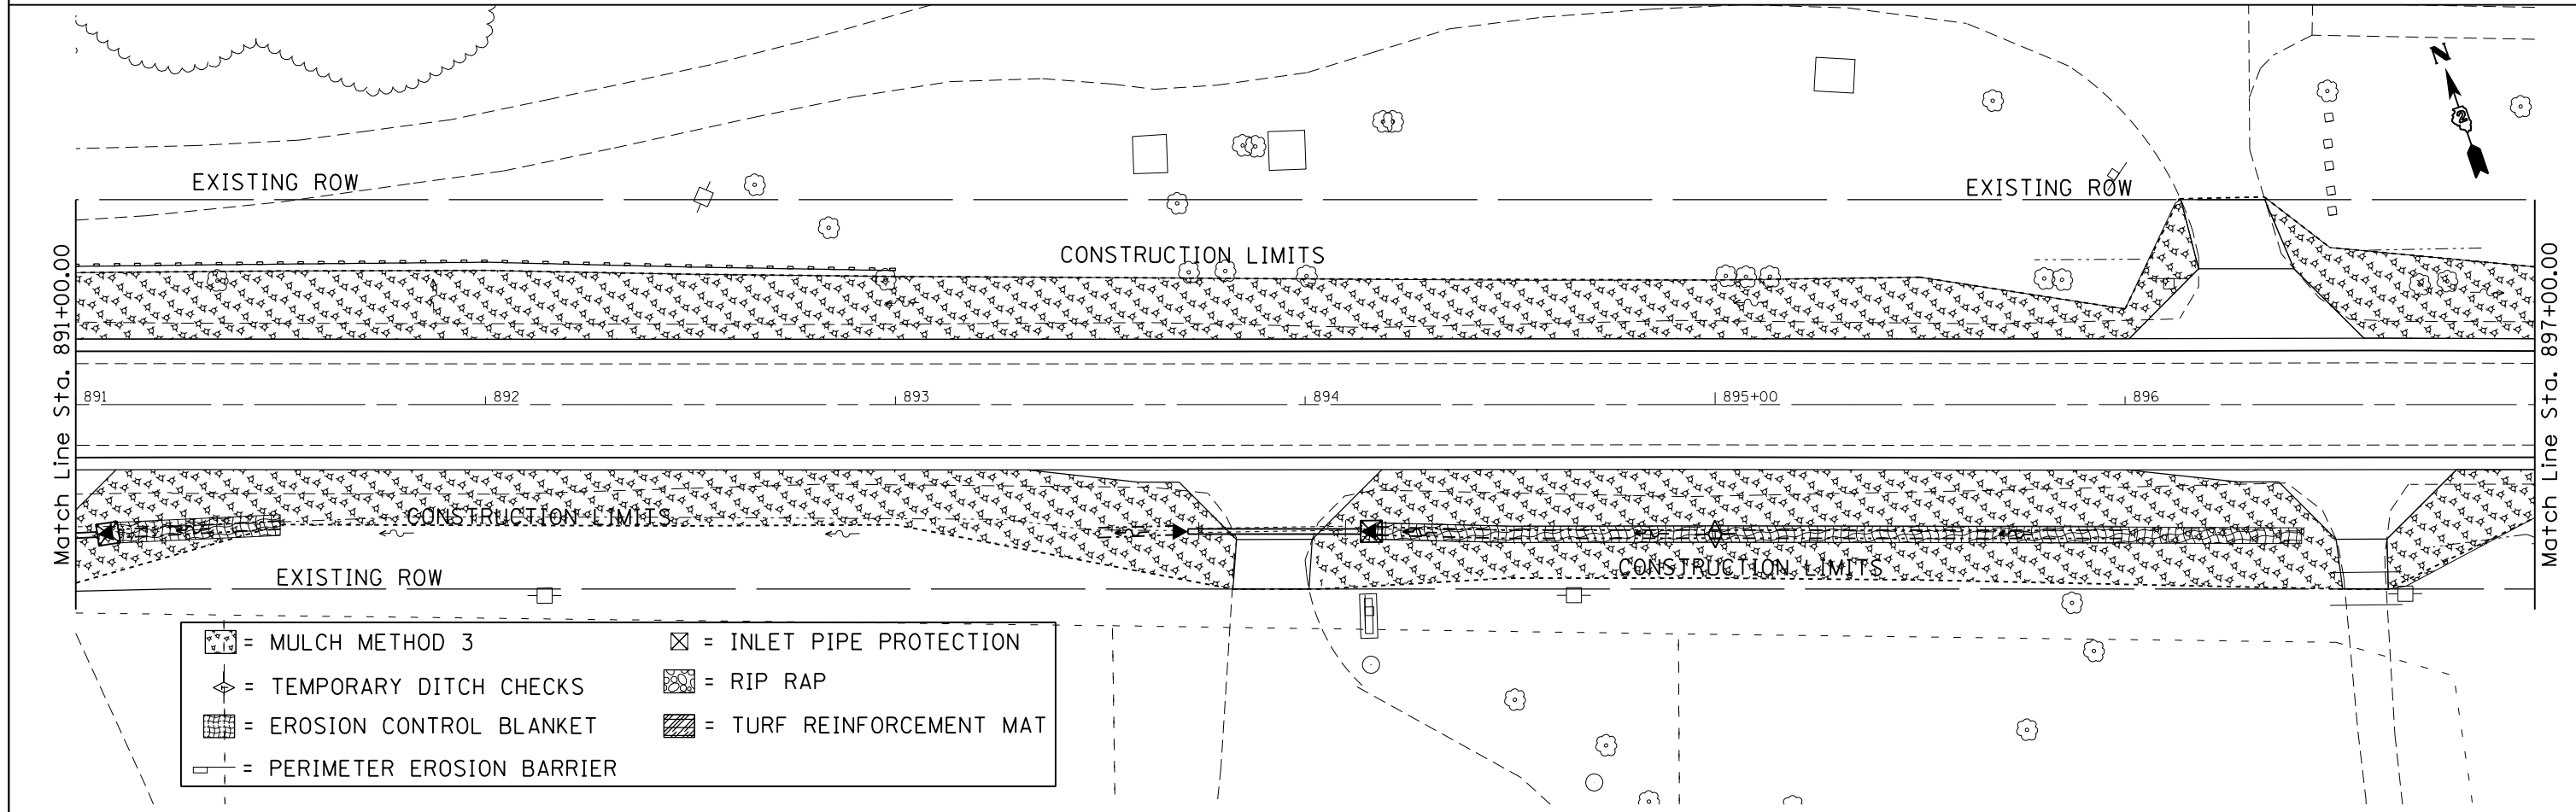 N
2
EXISTING ROW
EXISTING ROW
CONSTRUCTION LIMITS
Match Line Sta. 891+00.00
Match Line Sta. 897+00.00
891
892
893
894
895+00
896
CONSTRUCTION LIMITS
CONSTRUCTION LIMITS
EXISTING ROW
= MULCH METHOD 3
= INLET PIPE PROTECTION
= TEMPORARY DITCH CHECKS
= RIP RAP
= EROSION CONTROL BLANKET
= TURF REINFORCEMENT MAT
= PERIMETER EROSION BARRIER